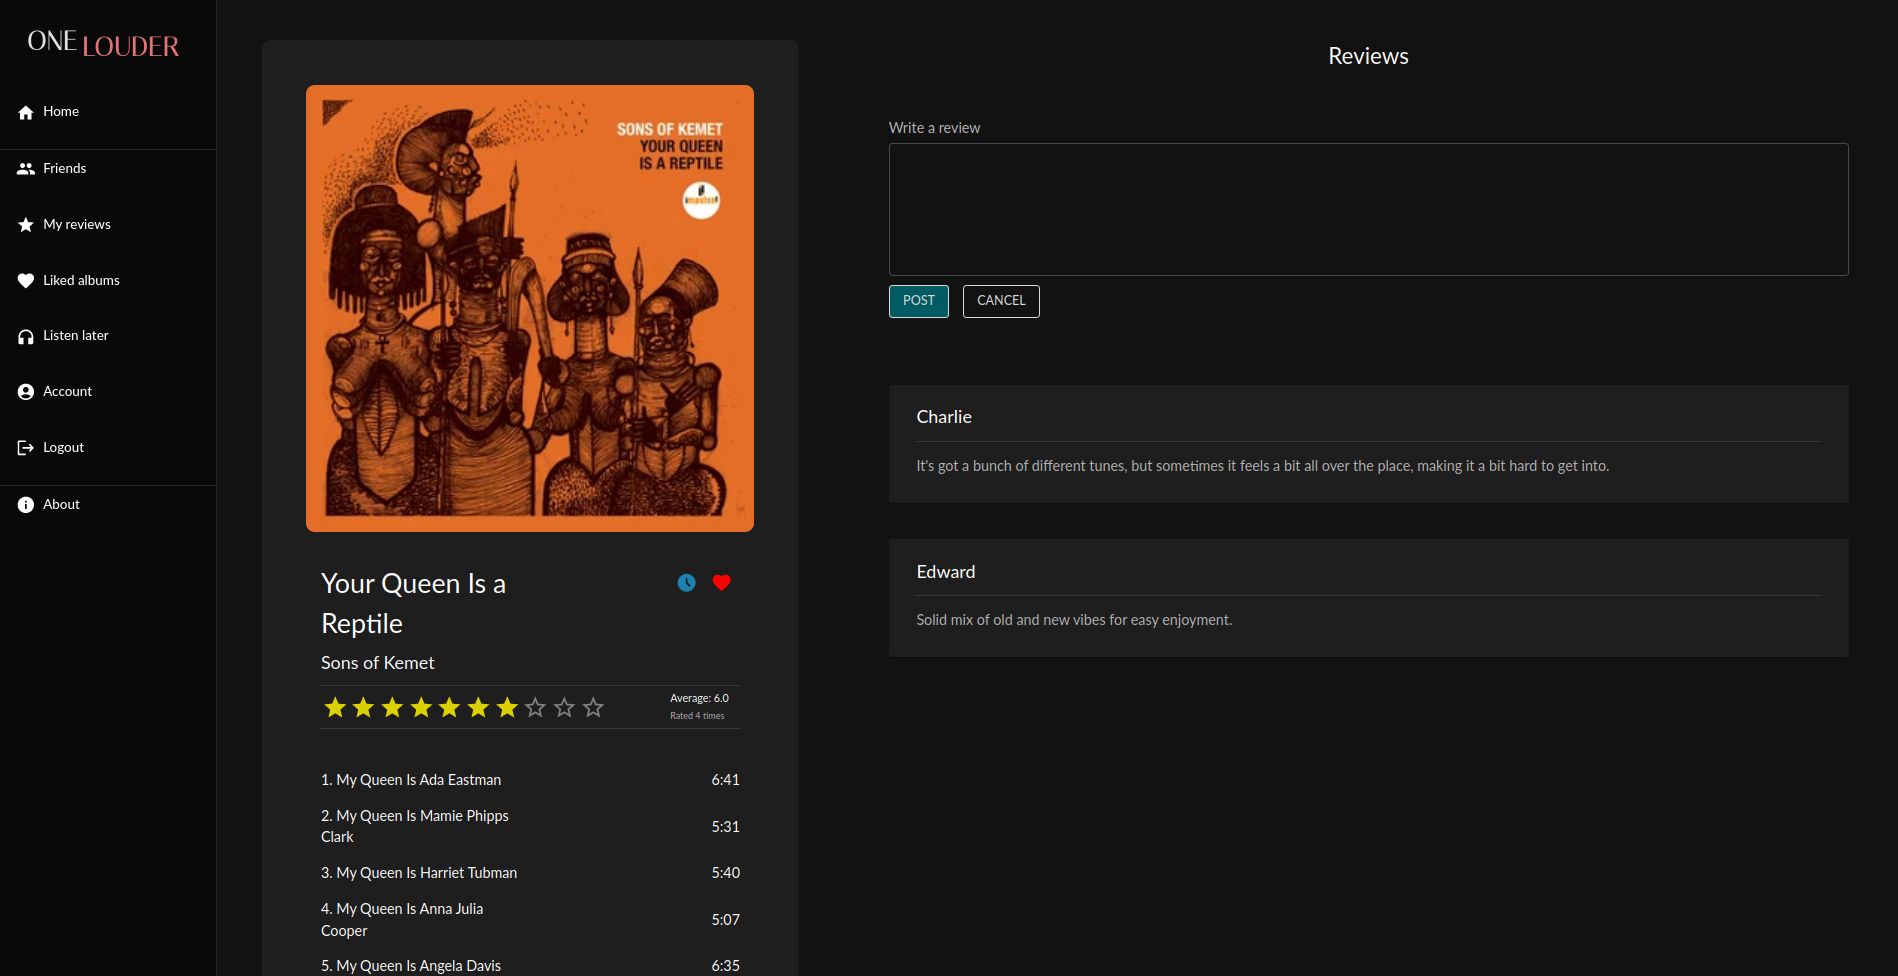 ONE LOUDER
Home
Friends
My reviews
Liked albums
Listen later
Account
Logout
About
SONS OF KEMET
YOUR QUEEN
IS A REPTILE
impulse!
Your Queen Is a
Reptile
Sons of Kemet
Average: 6.0
Rated 4 times
1. My Queen Is Ada Eastman 6:41
2. My Queen Is Mamie Phipps
Clark 5:31
3. My Queen Is Harriet Tubman 5:40
4. My Queen Is Anna Julia
Cooper 5:07
5. My Queen Is Angela Davis 6:35
Reviews
Write a review
POST CANCEL
Charlie
It's got a bunch of different tunes, but sometimes it feels a bit all over the place, making it a bit hard to get into.
Edward
Solid mix of old and new vibes for easy enjoyment.